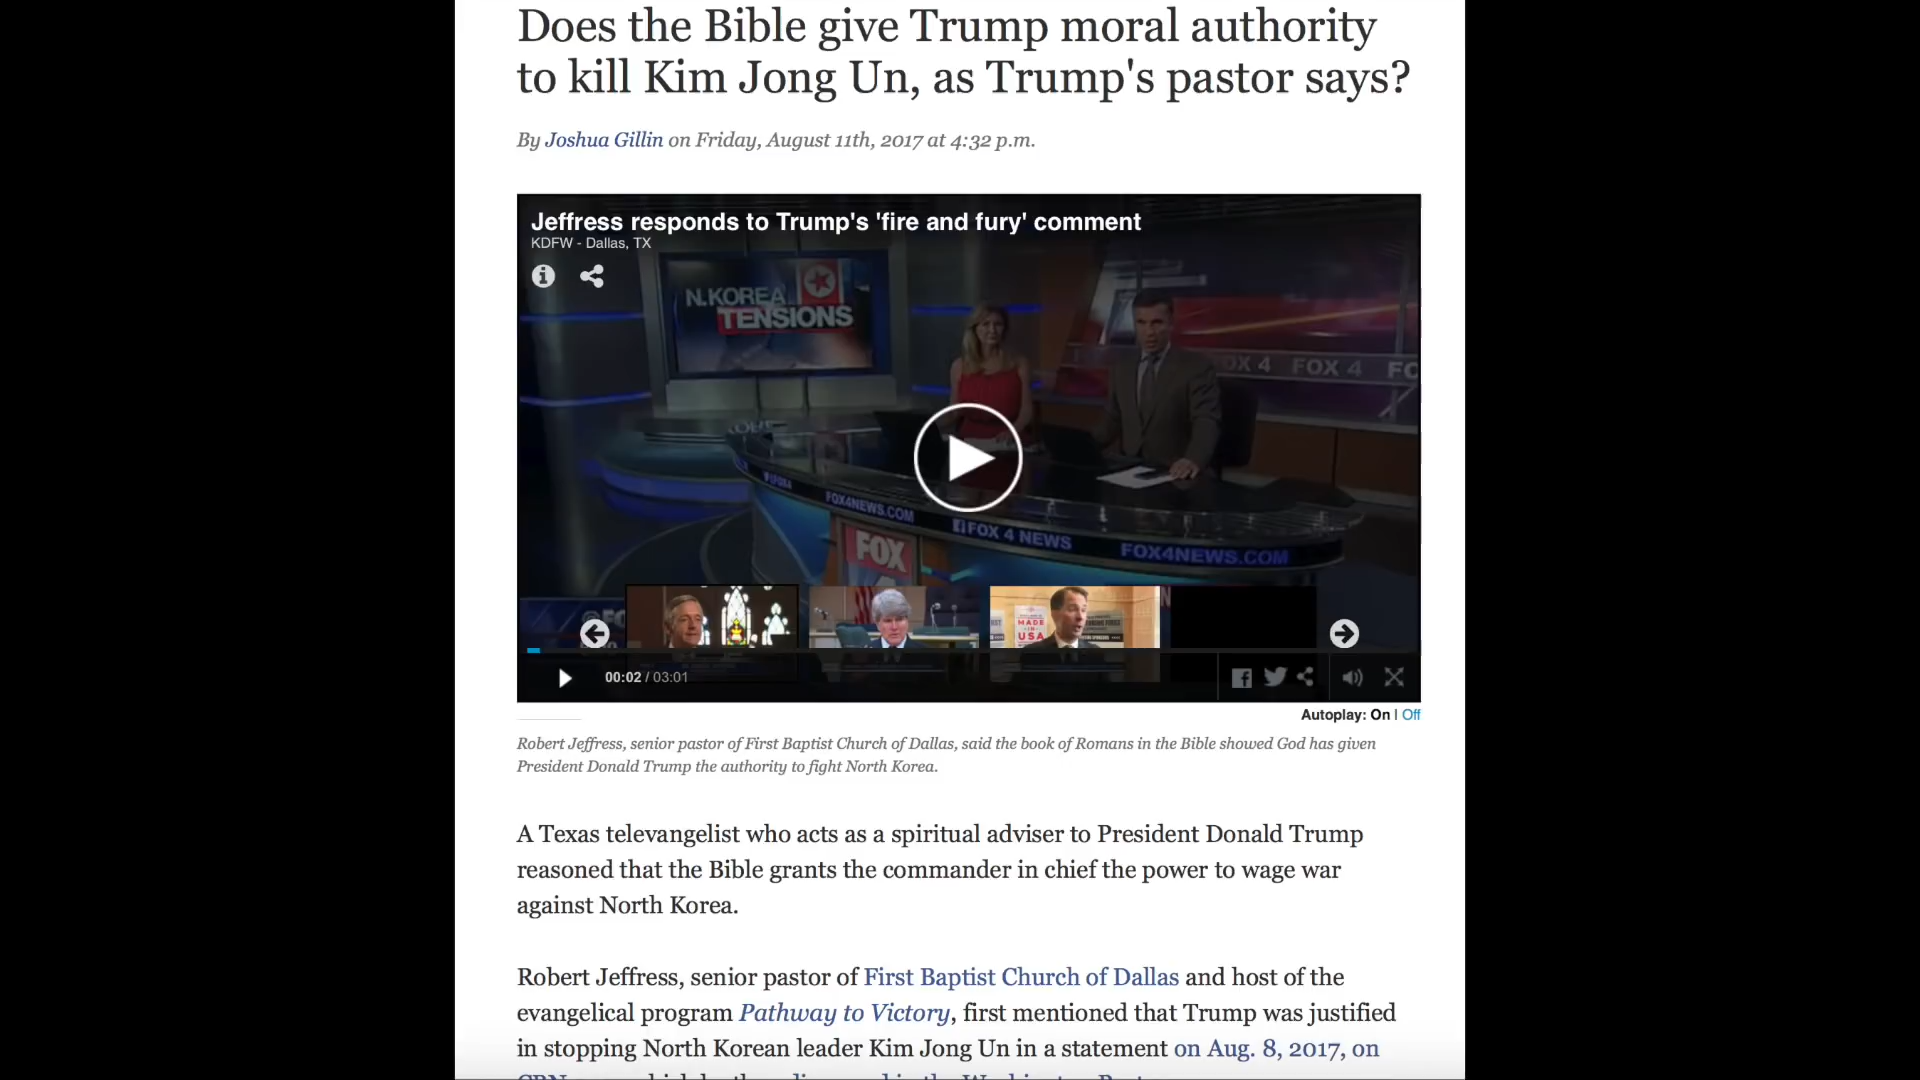 Does the Bible give Trump moral authority
to kill Kim Jong Un, as Trump's pastor says?
By Joshua Gillin on Friday, August 11th, 2017 at 4:32 p.m.
Jeffress responds to Trump's 'fire and fury' comment
KDFW - Dallas, TX
N.KOREA
TENSIONS
FOX 4
FOX4NEWS.COM
FOX 4 NEWS
FOX4NEWS.COM
FOX
MADE
IN
USA
00:02 / 03:01
Autoplay: On | Off
Robert Jeffress, senior pastor of First Baptist Church of Dallas, said the book of Romans in the Bible showed God has given
President Donald Trump the authority to fight North Korea.
A Texas televangelist who acts as a spiritual adviser to President Donald Trump
reasoned that the Bible grants the commander in chief the power to wage war
against North Korea.
Robert Jeffress, senior pastor of First Baptist Church of Dallas and host of the
evangelical program Pathway to Victory, first mentioned that Trump was justified
in stopping North Korean leader Kim Jong Un in a statement on Aug. 8, 2017, on